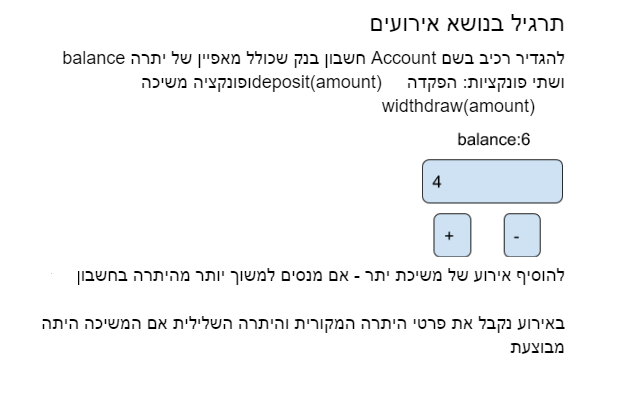 תרגיל בנושא אירועים
להגדיר רכיב בשם Account חשבון בנק שכולל מאפיין של יתרה balance
ושתי פונקציות: הפקדה deposit(amount)ופונקציה משיכה
widthdraw(amount)
balance:6
4
+ -
להוסיף אירוע של משיכת יתר - אם מנסים למשוך יותר מהיתרה בחשבון
באירוע נקבל את פרטי היתרה המקורית והיתרה השלילית אם המשיכה היתה
מבוצעת